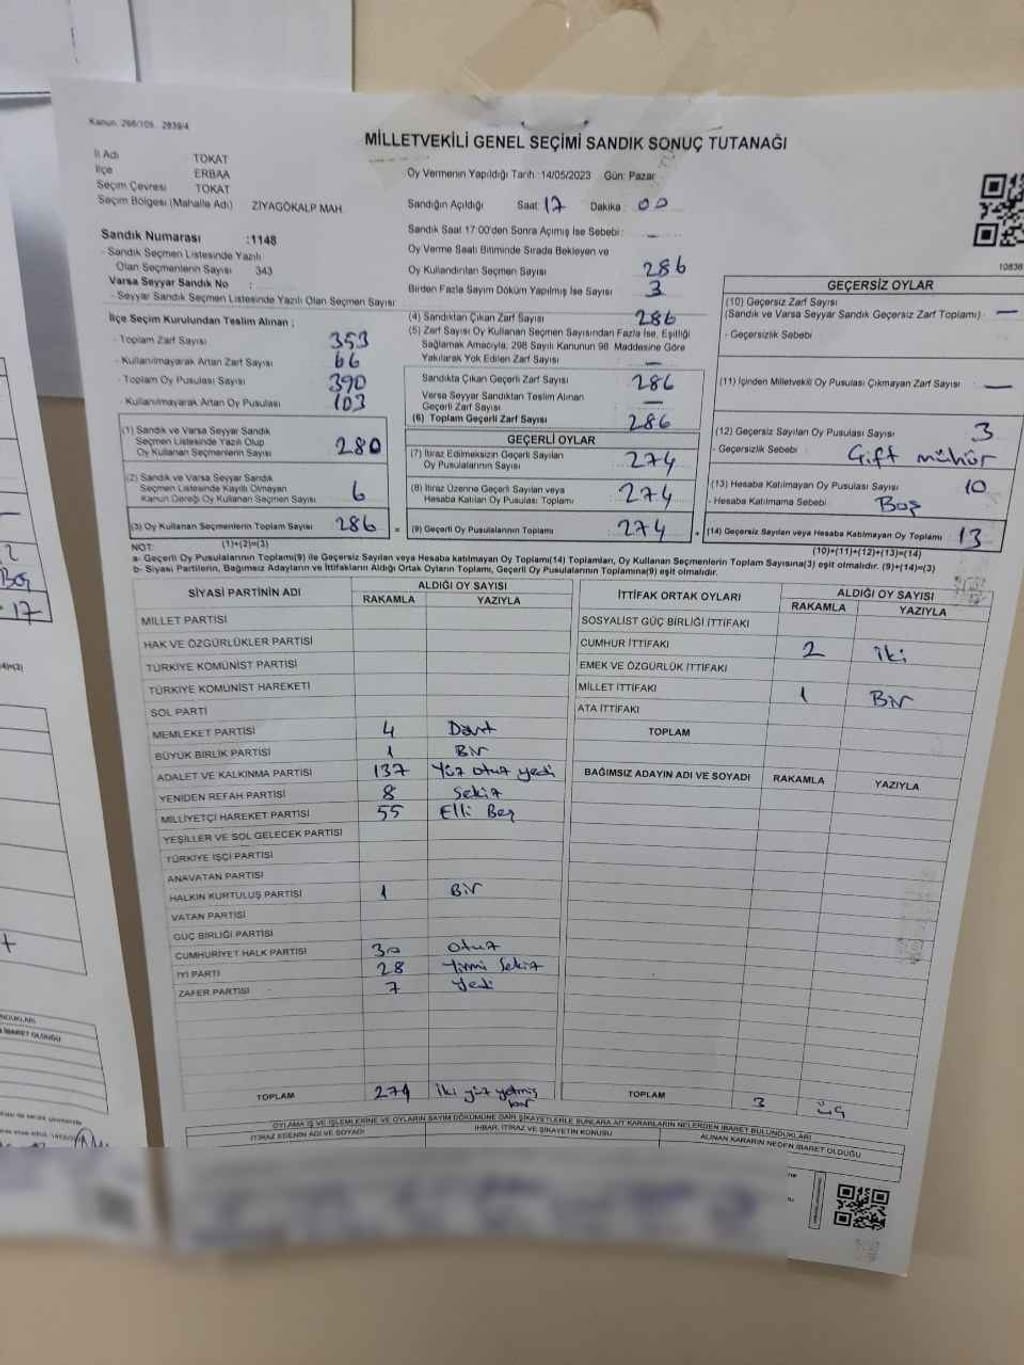 Kanun: 298/105 2839/4
MİLLETVEKİLİ GENEL SEÇİMİ SANDIK SONUÇ TUTANAĞI
İl Adı TOKAT
İlçe ERBAA
Seçim Çevresi TOKAT
Seçim Bölgesi (Mahalle Adı) ZİYAGÖKALP MAH
Oy Vermenin Yapıldığı Tarih :14/05/2023 Gün: Pazar
Sandığın Açıldığı Saat 17 Dakika 00
Sandık Saat 17:00'den Sonra Açılmış İse Sebebi :
Sandık Numarası :1148
- Sandık Seçmen Listesinde Yazılı
Olan Seçmenlerin Sayısı 343
Varsa Seyyar Sandık No :
- Seyyar Sandık Seçmen Listesinde Yazılı Olan Seçmen Sayısı
Oy Verme Saati Bitiminde Sırada Bekleyen ve
Oy Kullandırılan Seçmen Sayısı 286
Birden Fazla Sayım Döküm Yapılmış İse Sayısı 3
10836
İlçe Seçim Kurulundan Teslim Alınan ;
- Toplam Zarf Sayısı 353
- Kullanılmayarak Artan Zarf Sayısı 66
- Toplam Oy Pusulası Sayısı 390
- Kullanılmayarak Artan Oy Pusulası 103
(4) Sandıktan Çıkan Zarf Sayısı 286
(5) Zarf Sayısı Oy Kullanan Seçmen Sayısından Fazla İse, Eşitliği
Sağlamak Amacıyla, 298 Sayılı Kanunun 98. Maddesine Göre
Yakılarak Yok Edilen Zarf Sayısı : —
Sandıkta Çıkan Geçerli Zarf Sayısı 286
Varsa Seyyar Sandıktan Teslim Alınan
Geçerli Zarf Sayısı —
(6) Toplam Geçerli Zarf Sayısı 286
GEÇERSİZ OYLAR
(10) Geçersiz Zarf Sayısı
(Sandık ve Varsa Seyyar Sandık Geçersiz Zarf Toplamı) : —
- Geçersizlik Sebebi :
(11) İçinden Milletvekili Oy Pusulası Çıkmayan Zarf Sayısı : —
(12) Geçersiz Sayılan Oy Pusulası Sayısı 3
- Geçersizlik Sebebi Çift mühür
(13) Hesaba Katılmayan Oy Pusulası Sayısı 10
Hesaba Katılmama Sebebi Boş
(14) Geçersiz Sayılan veya Hesaba Katılmayan Oy Toplamı 13
(10)+(11)+(12)+(13)=(14)
(1) Sandık ve Varsa Seyyar Sandık
Seçmen Listesinde Yazılı Olup
Oy Kullanan Seçmenlerin Sayısı 280
(2) Sandık ve Varsa Seyyar Sandık
Seçmen Listesinde Kayıtlı Olmayan
Kanun Gereği Oy Kullanan Seçmen Sayısı 6
(3) Oy Kullanan Seçmenlerin Toplam Sayısı 286
(1)+(2)=(3)
GEÇERLİ OYLAR
(7) İtiraz Edilmeksizin Geçerli Sayılan
Oy Pusulalarının Sayısı 274
(8) İtiraz Üzerine Geçerli Sayılan veya
Hesaba Katılan Oy Pusulası Toplamı 274
= (9) Geçerli Oy Pusulalarının Toplamı 274 +
NOT:
a- Geçerli Oy Pusulalarının Toplamı(9) ile Geçersiz Sayılan veya Hesaba katılmayan Oy Toplamı(14) Toplamları, Oy Kullanan Seçmenlerin Toplam Sayısına(3) eşit olmalıdır. (9)+(14)=(3)
b- Siyasi Partilerin, Bağımsız Adayların ve İttifakların Aldığı Ortak Oyların Toplamı, Geçerli Oy Pusulalarının Toplamına(9) eşit olmalıdır.
SİYASİ PARTİNİN ADI ALDIĞI OY SAYISI
RAKAMLA YAZIYLA
MİLLET PARTİSİ
HAK VE ÖZGÜRLÜKLER PARTİSİ
TÜRKİYE KOMÜNİST PARTİSİ
TÜRKİYE KOMÜNİST HAREKETİ
SOL PARTİ
MEMLEKET PARTİSİ 4 Dört
BÜYÜK BİRLİK PARTİSİ 1 Bir
ADALET VE KALKINMA PARTİSİ 137 Yüz otuz yedi
YENİDEN REFAH PARTİSİ 8 Sekiz
MİLLİYETÇİ HAREKET PARTİSİ 55 Elli Beş
YEŞİLLER VE SOL GELECEK PARTİSİ
TÜRKİYE İŞÇİ PARTİSİ
ANAVATAN PARTİSİ
HALKIN KURTULUŞ PARTİSİ 1 Bir
VATAN PARTİSİ
GÜÇ BİRLİĞİ PARTİSİ
CUMHURİYET HALK PARTİSİ 30 Otuz
İYİ PARTİ 28 Yirmi Sekiz
ZAFER PARTİSİ 7 Yedi
TOPLAM 271 İki yüz yetmiş
bir
İTTİFAK ORTAK OYLARI ALDIĞI OY SAYISI
RAKAMLA YAZIYLA
SOSYALİST GÜÇ BİRLİĞİ İTTİFAKI
CUMHUR İTTİFAKI 2 İki
EMEK VE ÖZGÜRLÜK İTTİFAKI
MİLLET İTTİFAKI 1 Bir
ATA İTTİFAKI
TOPLAM
BAĞIMSIZ ADAYIN ADI VE SOYADI RAKAMLA YAZIYLA
TOPLAM 3 üç
OYLAMA İŞ VE İŞLEMLERİNE VE OYLARIN SAYIM DÖKÜMÜNE DAİR ŞİKAYETLERLE BUNLARA AİT KARARLARIN NELERDEN İBARET BULUNDUKLARI
İTİRAZ EDENİN ADI VE SOYADI İHBAR, İTİRAZ VE ŞİKAYETİN KONUSU ALINAN KARARIN NEDEN İBARET OLDUĞU
2
Boş
17